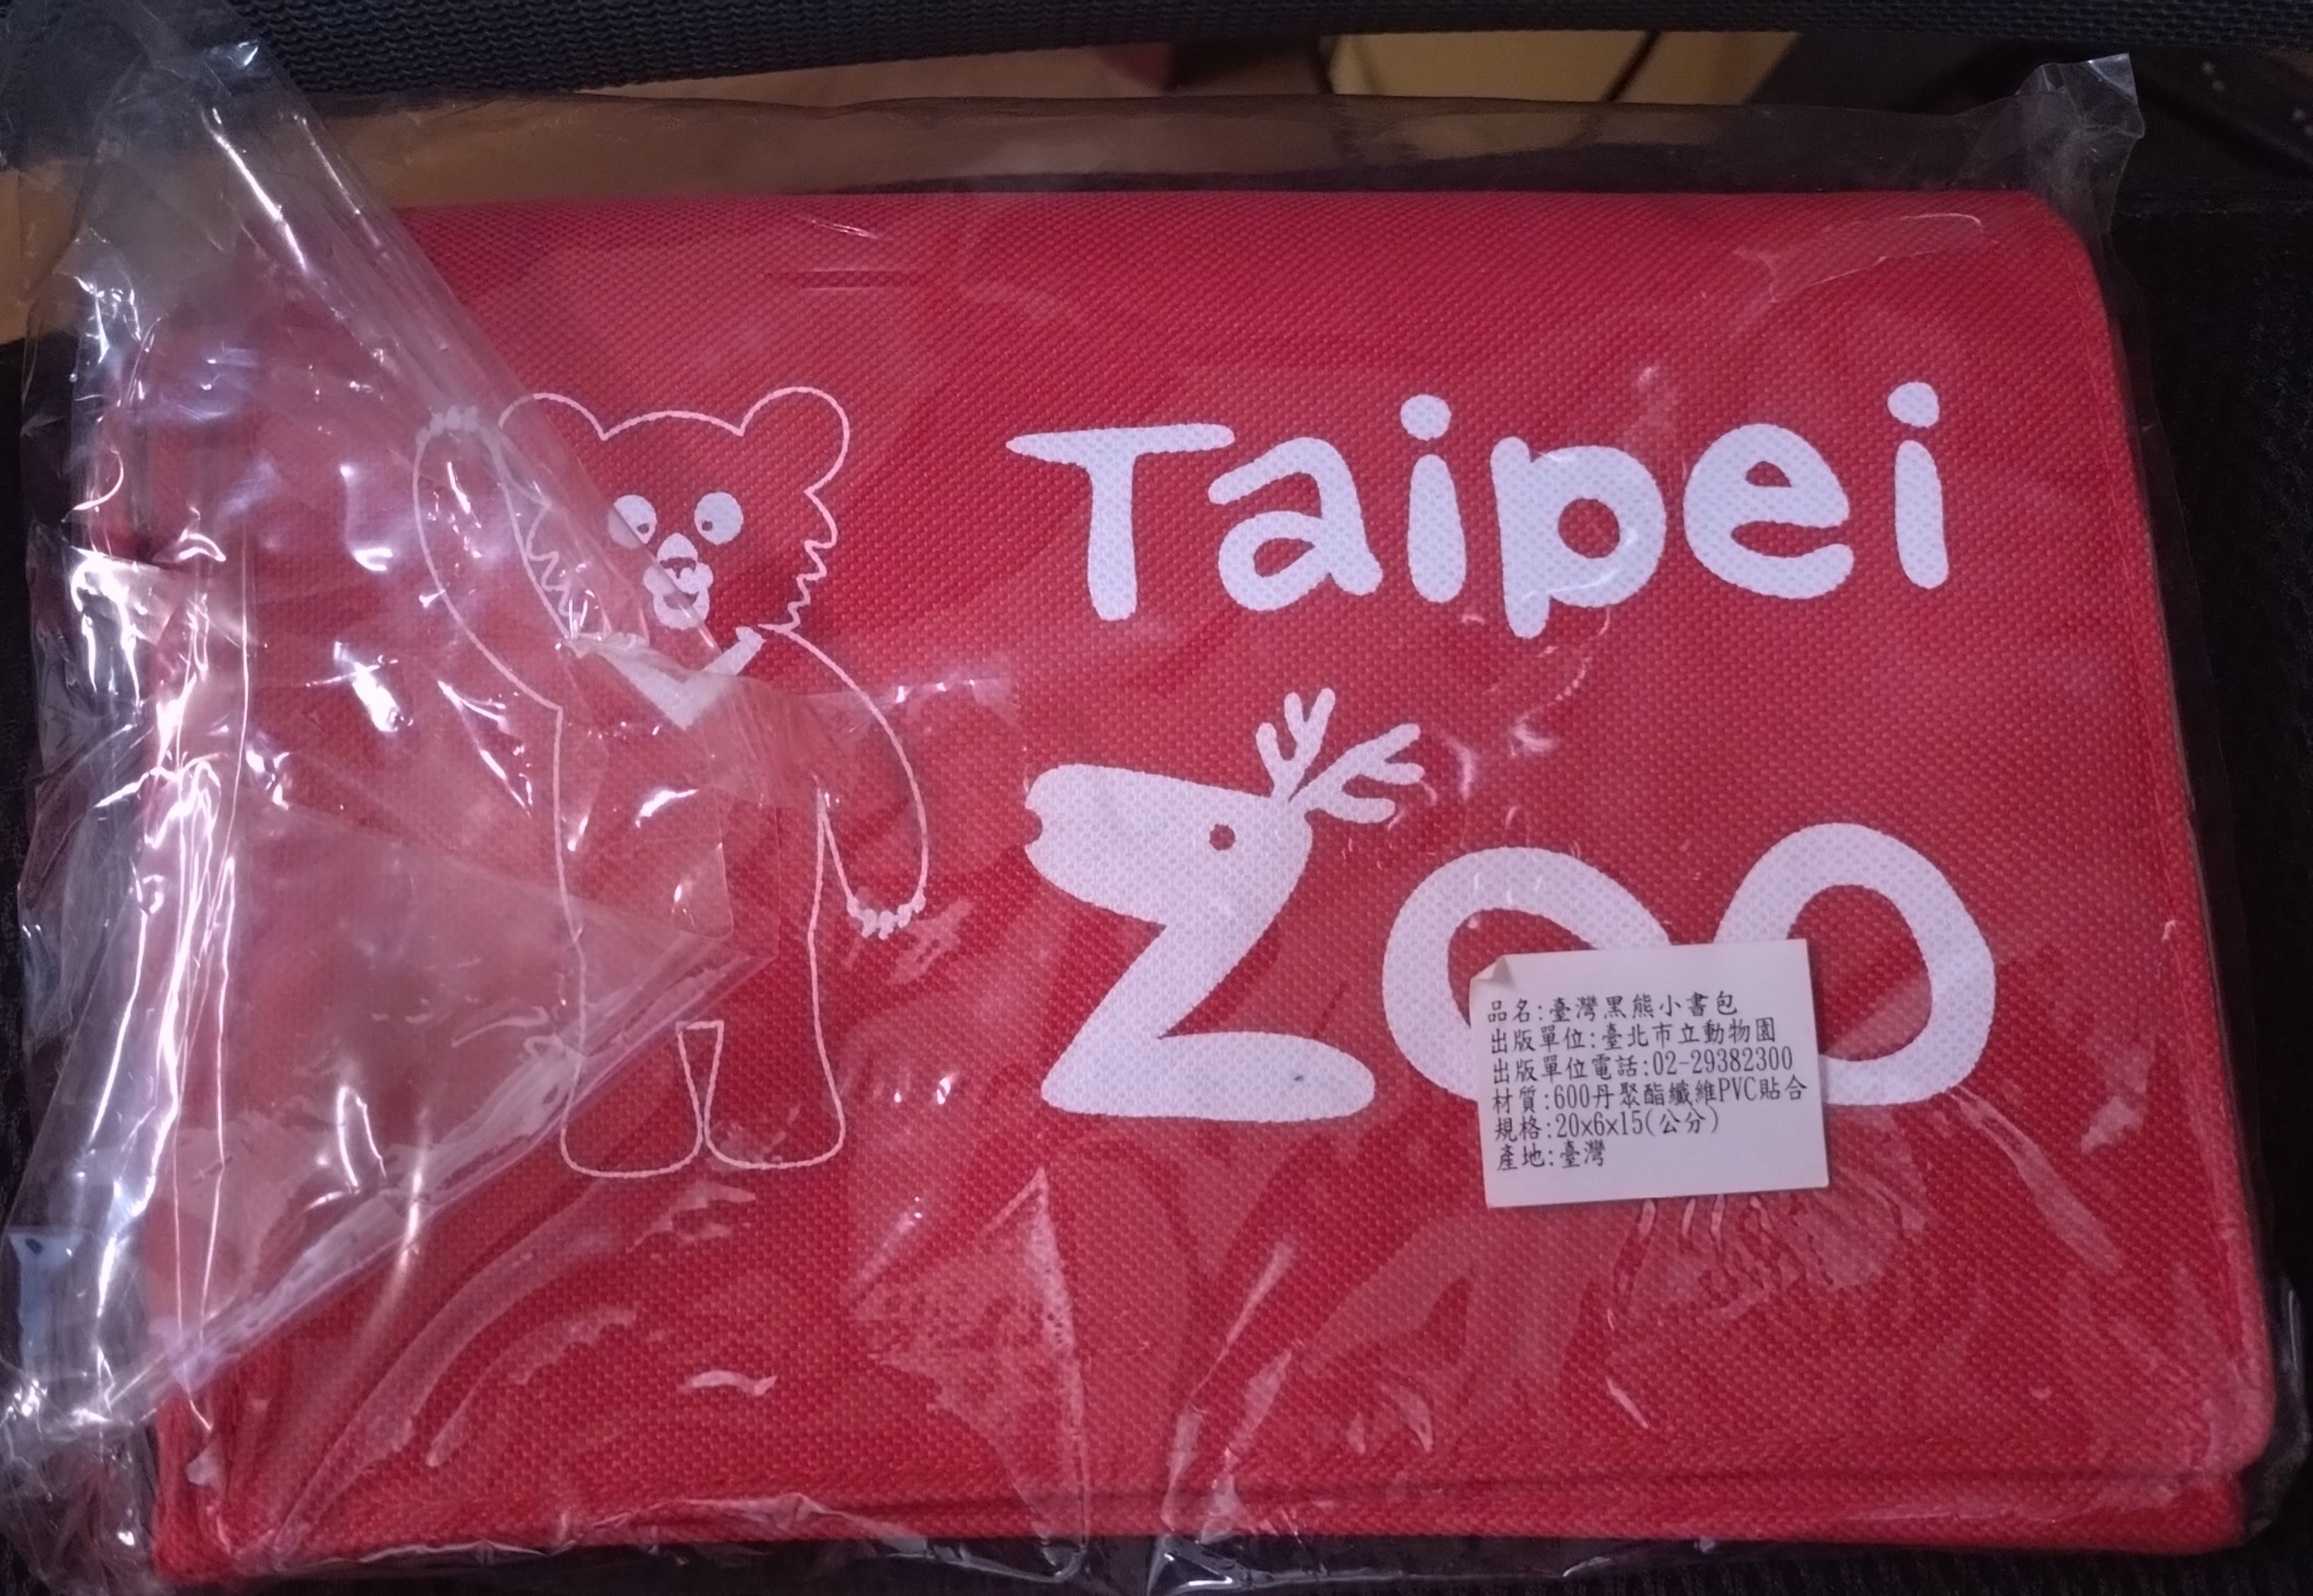 Taipei
Zoo
品名:臺灣黑熊小書包
出版單位:臺北市立動物園
出版單位電話:02-29382300
材質:600丹聚酯纖維PVC貼合
規格:20x6x15(公分)
產地:臺灣